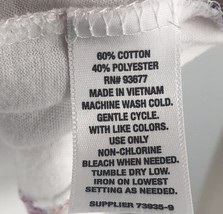 60% COTTON
40% POLYESTER
RN# 93677
MADE IN VIETNAM
MACHINE WASH COLD.
GENTLE CYCLE.
WITH LIKE COLORS.
USE ONLY
NON-CHLORINE
BLEACH WHEN NEEDED.
TUMBLE DRY LOW.
IRON ON LOWEST
SETTING AS NEEDED.
SUPPLIER 73935-9